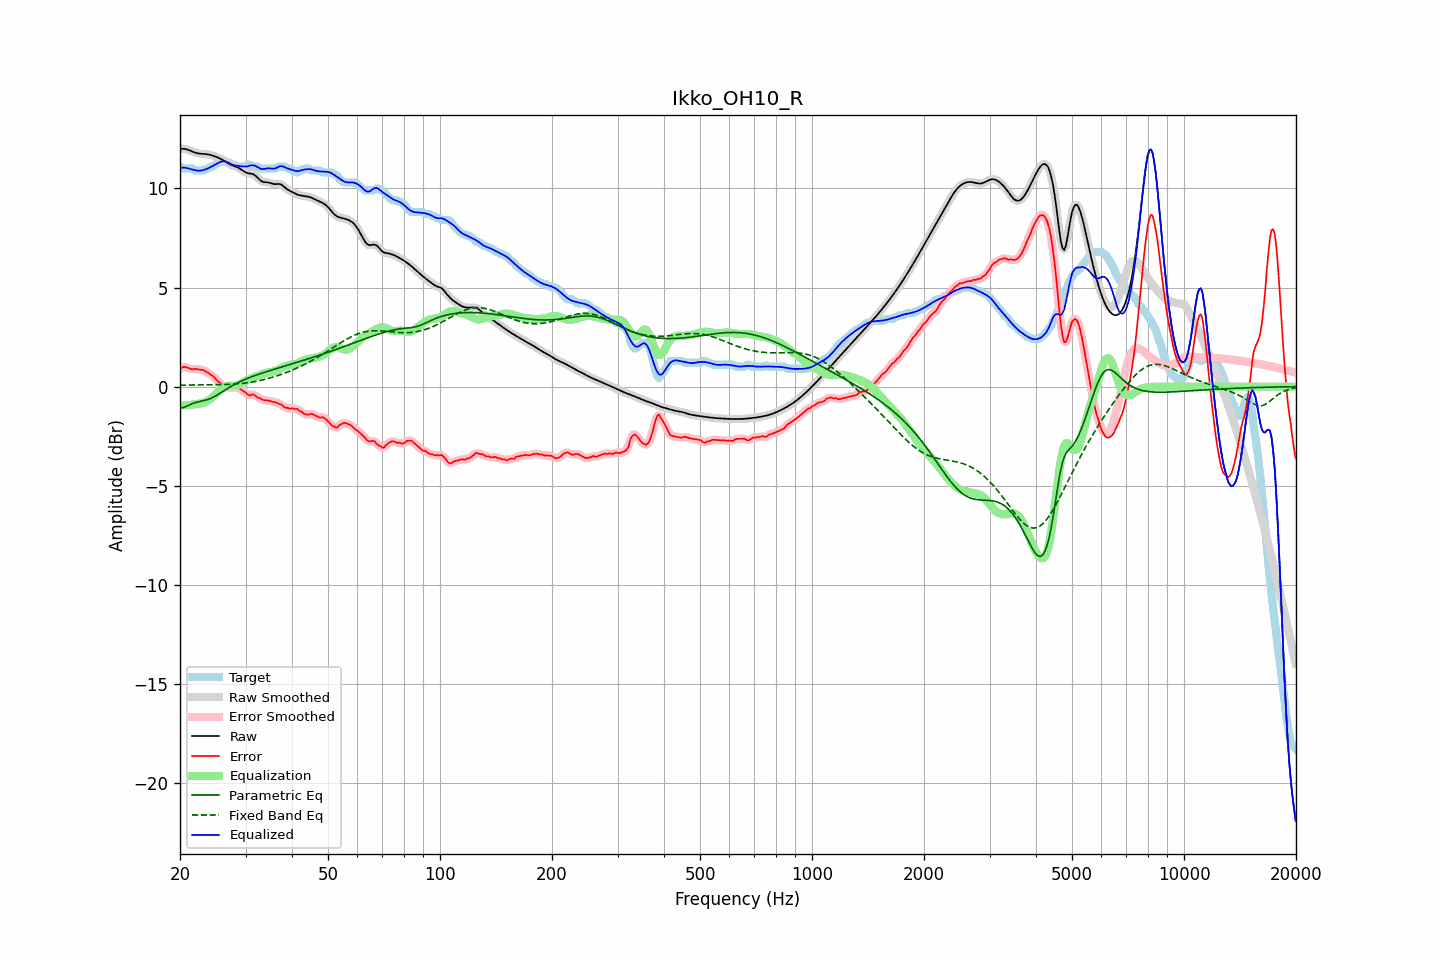 Ikko_OH10_R
Amplitude (dBr)
10
5
0
−5
−10
−15
−20
Target
Raw Smoothed
Error Smoothed
Raw
Error
Equalization
Parametric Eq
Fixed Band Eq
Equalized
20 50 100 200 500 1000 2000 5000 10000 20000
Frequency (Hz)